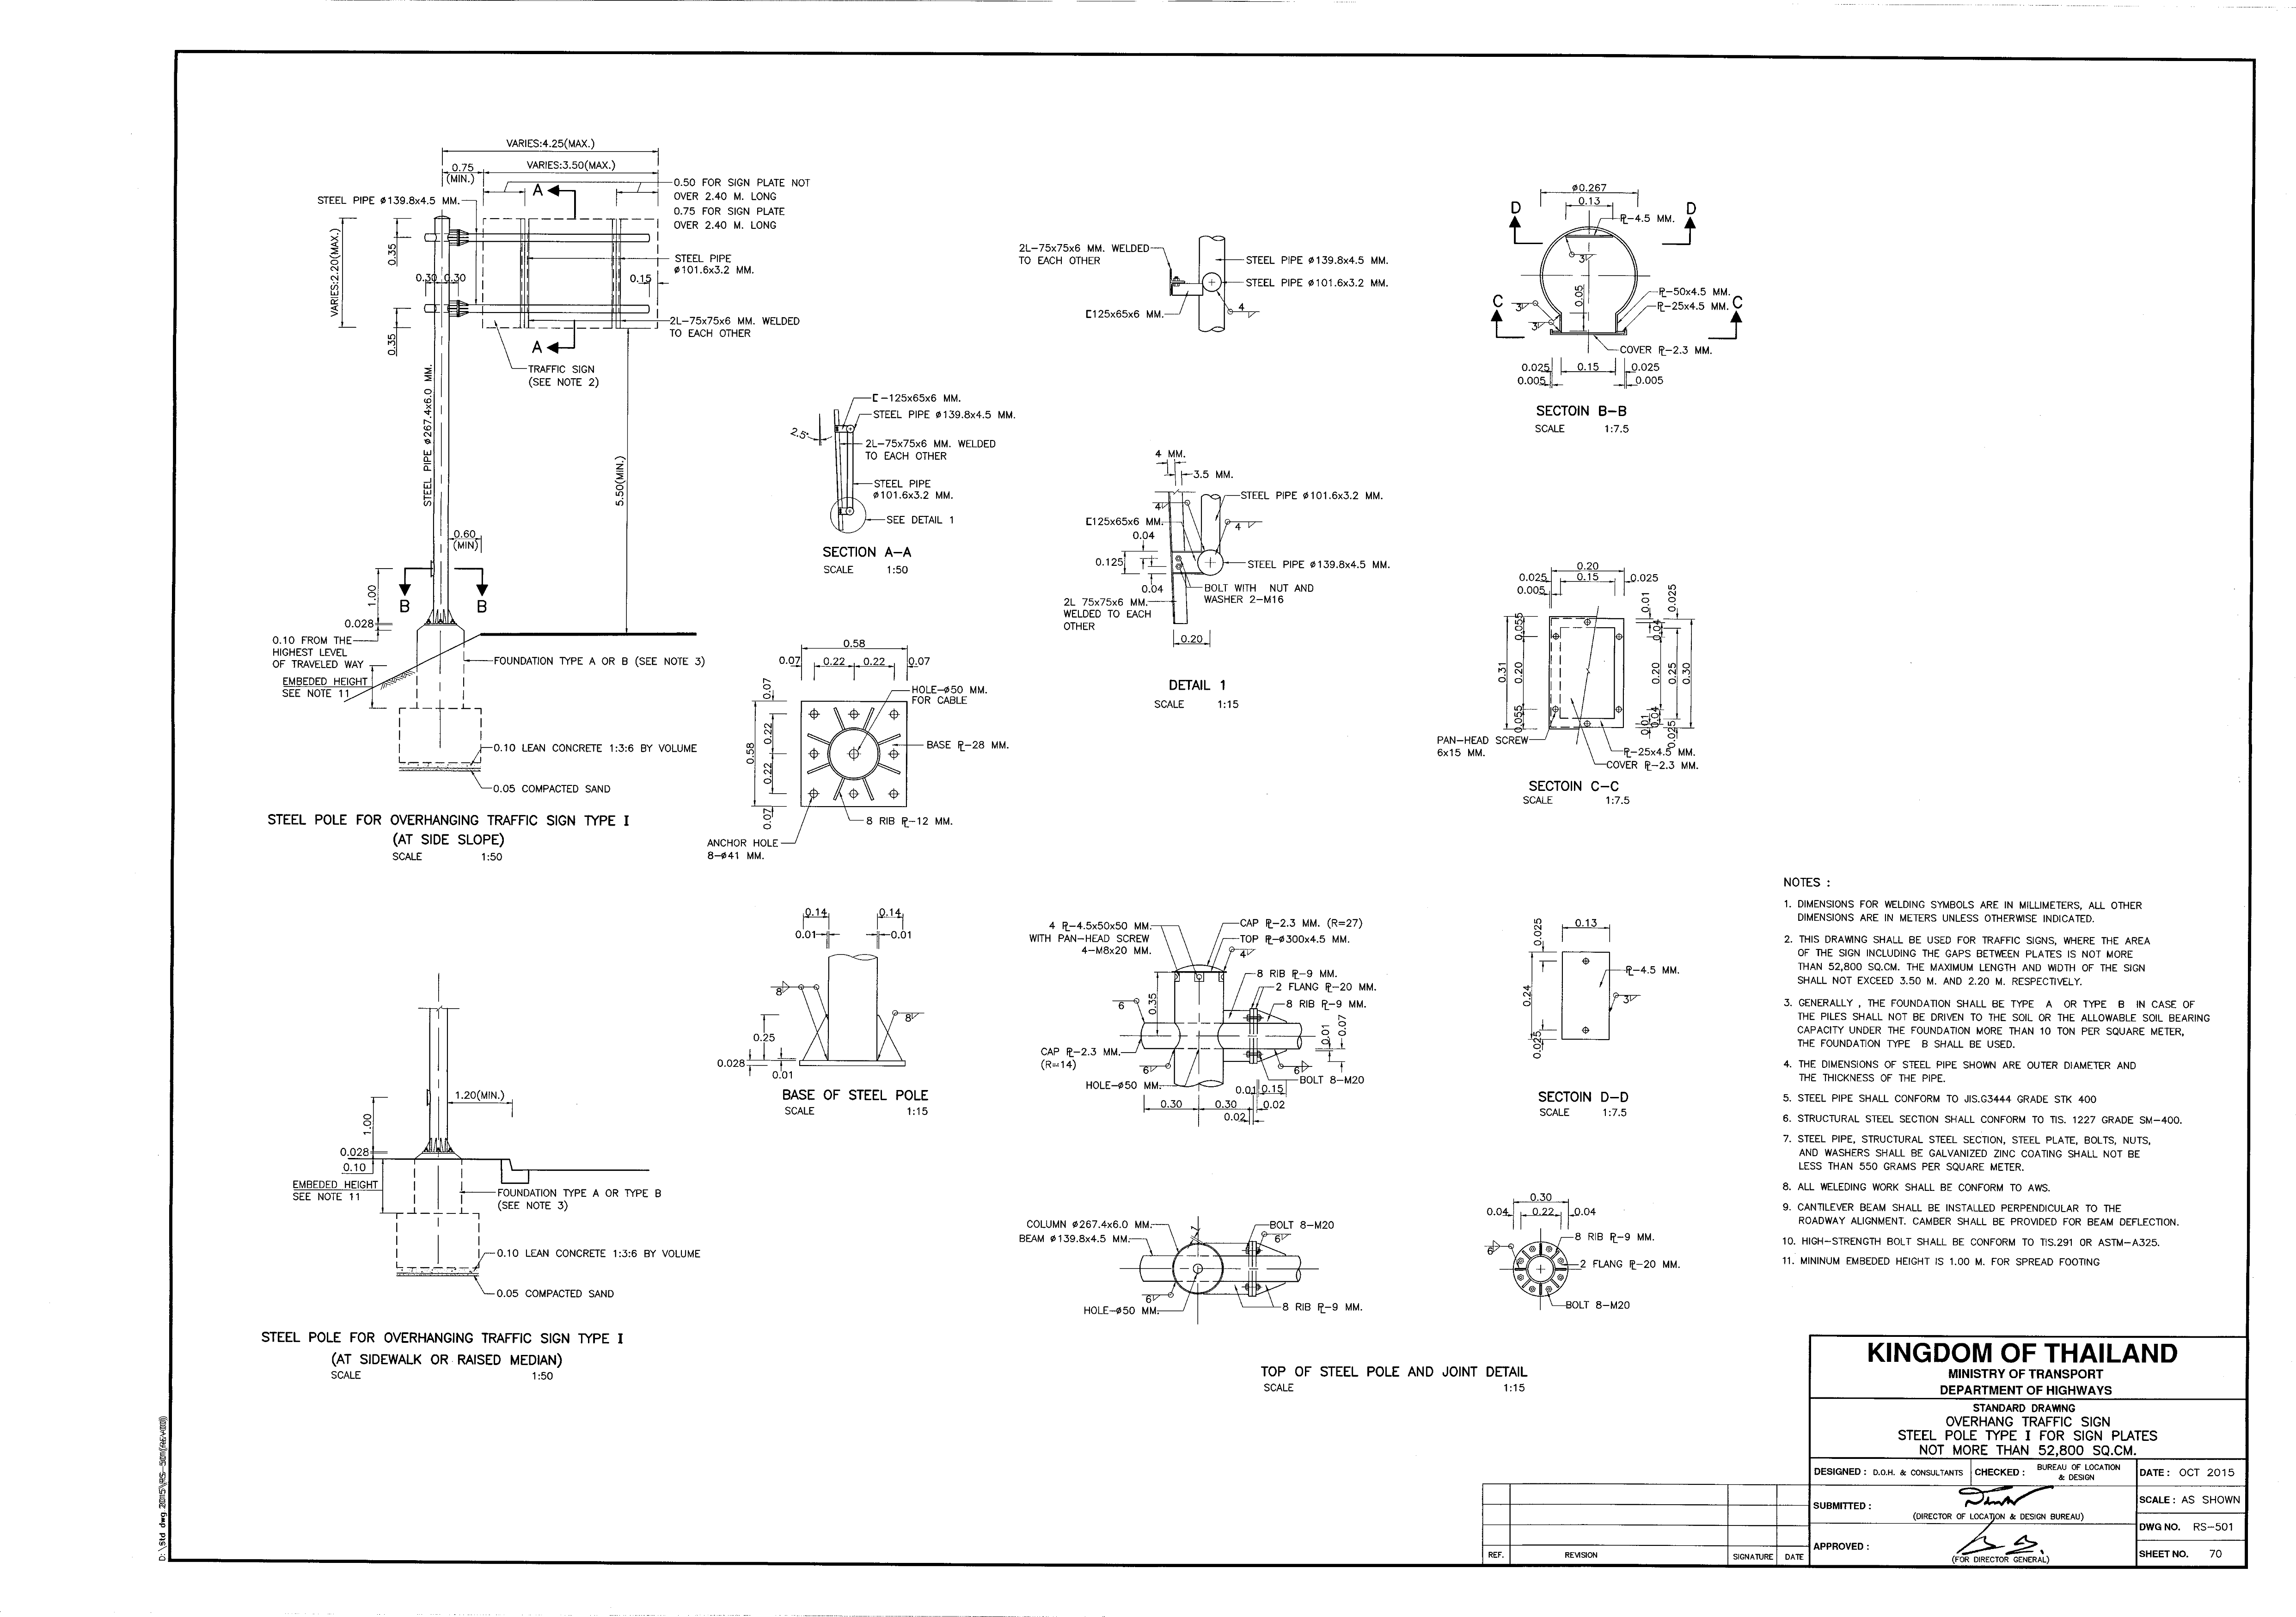 VARIES:4.25(MAX.)
0.75
(MIN.)
VARIES:3.50(MAX.)
A
0.50 FOR SIGN PLATE NOT
OVER 2.40 M. LONG
0.75 FOR SIGN PLATE
OVER 2.40 M. LONG
STEEL PIPE ø139.8x4.5 MM.
VARIES:2.20(MAX.)
0.35
0.30 0.30
STEEL PIPE
ø101.6x3.2 MM.
0.15
2L-75x75x6 MM. WELDED
TO EACH OTHER
0.35
A
TRAFFIC SIGN
(SEE NOTE 2)
STEEL PIPE ø267.4x6.0 MM.
5.50(MIN.)
0.60
(MIN)
1.00
B
B
0.028
0.10 FROM THE
HIGHEST LEVEL
OF TRAVELED WAY
EMBEDED HEIGHT
SEE NOTE 11
FOUNDATION TYPE A OR B (SEE NOTE 3)
0.10 LEAN CONCRETE 1:3:6 BY VOLUME
0.05 COMPACTED SAND
STEEL POLE FOR OVERHANGING TRAFFIC SIGN TYPE I
(AT SIDE SLOPE)
SCALE 1:50
[-125x65x6 MM.
STEEL PIPE ø139.8x4.5 MM.
2.5°
2L-75x75x6 MM. WELDED
TO EACH OTHER
STEEL PIPE
ø101.6x3.2 MM.
SEE DETAIL 1
SECTION A-A
SCALE 1:50
0.58
0.07 0.22 0.22 0.07
0.07
0.22
0.58
0.22
0.07
HOLE-ø50 MM.
FOR CABLE
BASE PL-28 MM.
8 RIB PL-12 MM.
ANCHOR HOLE
8-ø41 MM.
0.14 0.14
0.01 0.01
8
8
0.25
0.028
0.01
BASE OF STEEL POLE
SCALE 1:15
1.20(MIN.)
1.00
0.028
0.10
EMBEDED HEIGHT
SEE NOTE 11
FOUNDATION TYPE A OR TYPE B
(SEE NOTE 3)
0.10 LEAN CONCRETE 1:3:6 BY VOLUME
0.05 COMPACTED SAND
STEEL POLE FOR OVERHANGING TRAFFIC SIGN TYPE I
(AT SIDEWALK OR RAISED MEDIAN)
SCALE 1:50
2L-75x75x6 MM. WELDED
TO EACH OTHER
STEEL PIPE ø139.8x4.5 MM.
STEEL PIPE ø101.6x3.2 MM.
[125x65x6 MM.
4
4 MM.
3.5 MM.
STEEL PIPE ø101.6x3.2 MM.
4
[125x65x6 MM.
4
0.04
0.125
STEEL PIPE ø139.8x4.5 MM.
0.04
BOLT WITH NUT AND
WASHER 2-M16
2L 75x75x6 MM.
WELDED TO EACH
OTHER
0.20
DETAIL 1
SCALE 1:15
4 PL-4.5x50x50 MM.
WITH PAN-HEAD SCREW
4-M8x20 MM.
CAP PL-2.3 MM. (R=27)
TOP PL-ø300x4.5 MM.
4
8 RIB PL-9 MM.
2 FLANG PL-20 MM.
8 RIB PL-9 MM.
6
0.35
0.01
0.07
CAP PL-2.3 MM.
(R=14)
6
6
HOLE-ø50 MM.
BOLT 8-M20
0.01 0.15
0.30 0.30 0.02
0.02
COLUMN ø267.4x6.0 MM.
BEAM ø139.8x4.5 MM.
7
BOLT 8-M20
6
6
HOLE-ø50 MM.
8 RIB PL-9 MM.
0.30
0.04 0.22 0.04
6
8 RIB PL-9 MM.
2 FLANG PL-20 MM.
BOLT 8-M20
TOP OF STEEL POLE AND JOINT DETAIL
SCALE 1:15
ø0.267
0.13
D
D
PL-4.5 MM.
3
0.05
C
C
3
3
PL-50x4.5 MM.
PL-25x4.5 MM.
COVER PL-2.3 MM.
0.025 0.15 0.025
0.005 0.005
SECTOIN B-B
SCALE 1:7.5
0.20
0.025 0.15 0.025
0.005
0.01
0.025
0.055
0.04
0.31
0.20
0.20
0.25
0.30
0.055
0.01
0.04
0.025
PAN-HEAD SCREW
6x15 MM.
PL-25x4.5 MM.
COVER PL-2.3 MM.
SECTOIN C-C
SCALE 1:7.5
0.13
0.025
PL-4.5 MM.
0.24
3
0.025
SECTOIN D-D
SCALE 1:7.5
NOTES :
1. DIMENSIONS FOR WELDING SYMBOLS ARE IN MILLIMETERS, ALL OTHER
DIMENSIONS ARE IN METERS UNLESS OTHERWISE INDICATED.
2. THIS DRAWING SHALL BE USED FOR TRAFFIC SIGNS, WHERE THE AREA
OF THE SIGN INCLUDING THE GAPS BETWEEN PLATES IS NOT MORE
THAN 52,800 SQ.CM. THE MAXIMUM LENGTH AND WIDTH OF THE SIGN
SHALL NOT EXCEED 3.50 M. AND 2.20 M. RESPECTIVELY.
3. GENERALLY , THE FOUNDATION SHALL BE TYPE A OR TYPE B IN CASE OF
THE PILES SHALL NOT BE DRIVEN TO THE SOIL OR THE ALLOWABLE SOIL BEARING
CAPACITY UNDER THE FOUNDATION MORE THAN 10 TON PER SQUARE METER,
THE FOUNDATION TYPE B SHALL BE USED.
4. THE DIMENSIONS OF STEEL PIPE SHOWN ARE OUTER DIAMETER AND
THE THICKNESS OF THE PIPE.
5. STEEL PIPE SHALL CONFORM TO JIS.G3444 GRADE STK 400
6. STRUCTURAL STEEL SECTION SHALL CONFORM TO TIS. 1227 GRADE SM-400.
7. STEEL PIPE, STRUCTURAL STEEL SECTION, STEEL PLATE, BOLTS, NUTS,
AND WASHERS SHALL BE GALVANIZED ZINC COATING SHALL NOT BE
LESS THAN 550 GRAMS PER SQUARE METER.
8. ALL WELEDING WORK SHALL BE CONFORM TO AWS.
9. CANTILEVER BEAM SHALL BE INSTALLED PERPENDICULAR TO THE
ROADWAY ALIGNMENT. CAMBER SHALL BE PROVIDED FOR BEAM DEFLECTION.
10. HIGH-STRENGTH BOLT SHALL BE CONFORM TO TIS.291 OR ASTM-A325.
11. MININUM EMBEDED HEIGHT IS 1.00 M. FOR SPREAD FOOTING
KINGDOM OF THAILAND
MINISTRY OF TRANSPORT
DEPARTMENT OF HIGHWAYS
STANDARD DRAWING
OVERHANG TRAFFIC SIGN
STEEL POLE TYPE I FOR SIGN PLATES
NOT MORE THAN 52,800 SQ.CM.
DESIGNED : D.O.H. & CONSULTANTS
CHECKED : BUREAU OF LOCATION
& DESIGN
DATE : OCT 2015
SUBMITTED :
(DIRECTOR OF LOCATION & DESIGN BUREAU)
SCALE : AS SHOWN
DWG NO. RS-501
APPROVED :
(FOR DIRECTOR GENERAL)
SHEET NO. 70
REF. REVISION SIGNATURE DATE
D:\Std dwg 2015\RS-501(REV00)